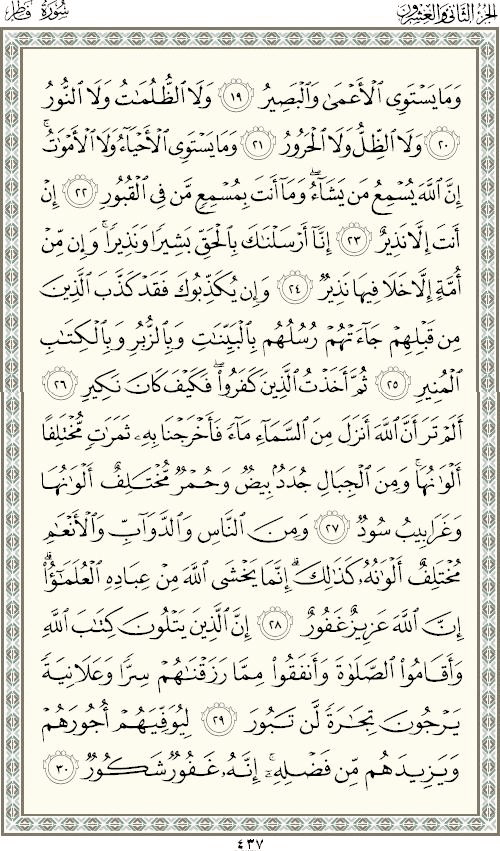 الجزء الثاني والعشرون سورة فاطر
وَمَا يَسْتَوِى ٱلْأَعْمَىٰ وَٱلْبَصِيرُ ١٩ وَلَا ٱلظُّلُمَٰتُ وَلَا ٱلنُّورُ
٢٠ وَلَا ٱلظِّلُّ وَلَا ٱلْحَرُورُ ٢١ وَمَا يَسْتَوِى ٱلْأَحْيَآءُ وَلَا ٱلْأَمْوَٰتُ ۚ
إِنَّ ٱللَّهَ يُسْمِعُ مَن يَشَآءُ ۖ وَمَآ أَنتَ بِمُسْمِعٍ مَّن فِى ٱلْقُبُورِ ٢٢ إِنْ
أَنتَ إِلَّا نَذِيرٌ ٢٣ إِنَّآ أَرْسَلْنَٰكَ بِٱلْحَقِّ بَشِيرًا وَنَذِيرًا ۚ وَإِن مِّنْ
أُمَّةٍ إِلَّا خَلَا فِيهَا نَذِيرٌ ٢٤ وَإِن يُكَذِّبُوكَ فَقَدْ كَذَّبَ ٱلَّذِينَ
مِن قَبْلِهِمْ جَآءَتْهُمْ رُسُلُهُم بِٱلْبَيِّنَٰتِ وَبِٱلزُّبُرِ وَبِٱلْكِتَٰبِ
ٱلْمُنِيرِ ٢٥ ثُمَّ أَخَذْتُ ٱلَّذِينَ كَفَرُوا۟ ۖ فَكَيْفَ كَانَ نَكِيرِ ٢٦
أَلَمْ تَرَ أَنَّ ٱللَّهَ أَنزَلَ مِنَ ٱلسَّمَآءِ مَآءً فَأَخْرَجْنَا بِهِۦ ثَمَرَٰتٍ مُّخْتَلِفًا
أَلْوَٰنُهَا ۚ وَمِنَ ٱلْجِبَالِ جُدَدٌۢ بِيضٌ وَحُمْرٌ مُّخْتَلِفٌ أَلْوَٰنُهَا
وَغَرَابِيبُ سُودٌ ٢٧ وَمِنَ ٱلنَّاسِ وَٱلدَّوَآبِّ وَٱلْأَنْعَٰمِ
مُخْتَلِفٌ أَلْوَٰنُهُۥ كَذَٰلِكَ ۗ إِنَّمَا يَخْشَى ٱللَّهَ مِنْ عِبَادِهِ ٱلْعُلَمَٰٓؤُا۟ ۗ
إِنَّ ٱللَّهَ عَزِيزٌ غَفُورٌ ٢٨ إِنَّ ٱلَّذِينَ يَتْلُونَ كِتَٰبَ ٱللَّهِ
وَأَقَامُوا۟ ٱلصَّلَوٰةَ وَأَنفَقُوا۟ مِمَّا رَزَقْنَٰهُمْ سِرًّا وَعَلَانِيَةً
يَرْجُونَ تِجَٰرَةً لَّن تَبُورَ ٢٩ لِيُوَفِّيَهُمْ أُجُورَهُمْ
وَيَزِيدَهُم مِّن فَضْلِهِۦٓ ۚ إِنَّهُۥ غَفُورٌ شَكُورٌ ٣٠
٤٣٧